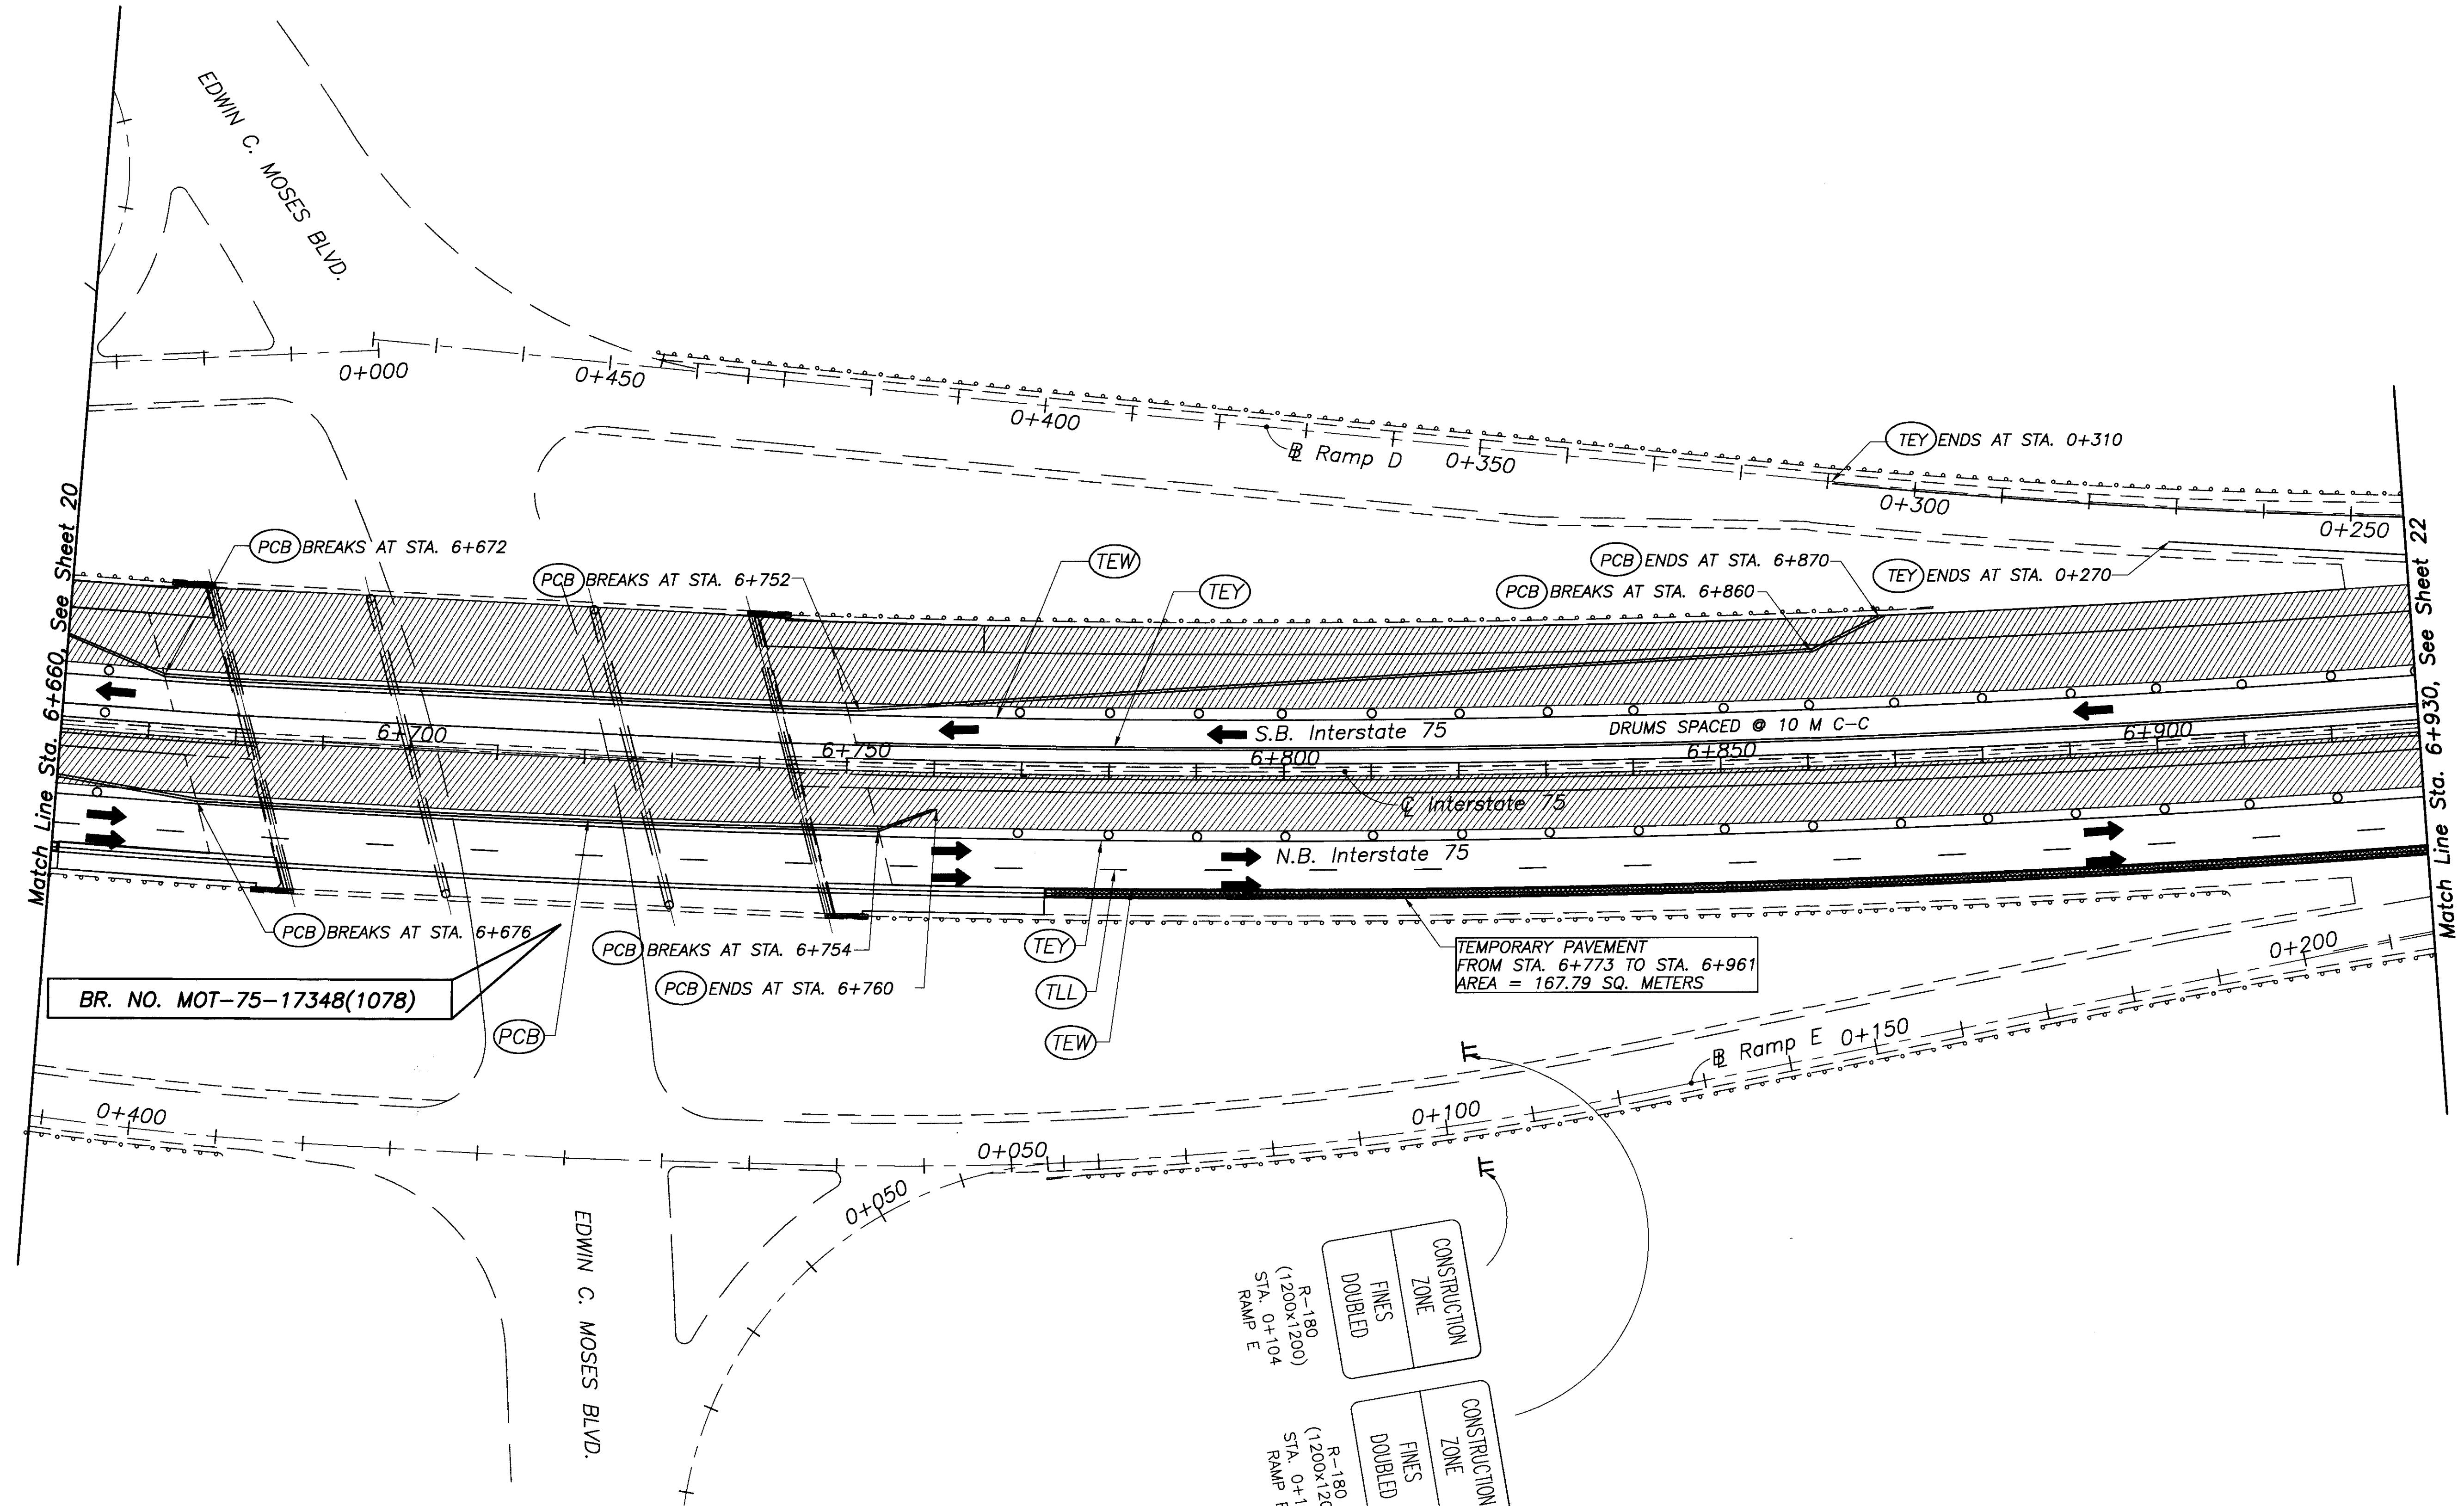 EDWIN C. MOSES BLVD.
0+000
0+450
0+400
℄ Ramp D
0+350
TEY ENDS AT STA. 0+310
0+300
0+250
Match Line Sta. 6+660, See Sheet 20
PCB BREAKS AT STA. 6+672
PCB BREAKS AT STA. 6+752
TEW
TEY
PCB ENDS AT STA. 6+870
PCB BREAKS AT STA. 6+860
TEY ENDS AT STA. 0+270
Match Line Sta. 6+930, See Sheet 22
6+700
6+750
S.B. Interstate 75
DRUMS SPACED @ 10 M C-C
6+800
6+850
6+900
℄ Interstate 75
N.B. Interstate 75
PCB BREAKS AT STA. 6+676
PCB BREAKS AT STA. 6+754
PCB ENDS AT STA. 6+760
BR. NO. MOT-75-17348(1078)
PCB
TEY
TLL
TEW
TEMPORARY PAVEMENT
FROM STA. 6+773 TO STA. 6+961
AREA = 167.79 SQ. METERS
0+200
Ramp E
0+150
0+100
0+400
0+050
0+050
EDWIN C. MOSES BLVD.
CONSTRUCTION
ZONE
FINES
DOUBLED
R-180
(1200x1200)
STA. 0+104
RAMP E
CONSTRUCTION
ZONE
FINES
DOUBLED
R-180
(1200x120
STA. 0+1
RAMP